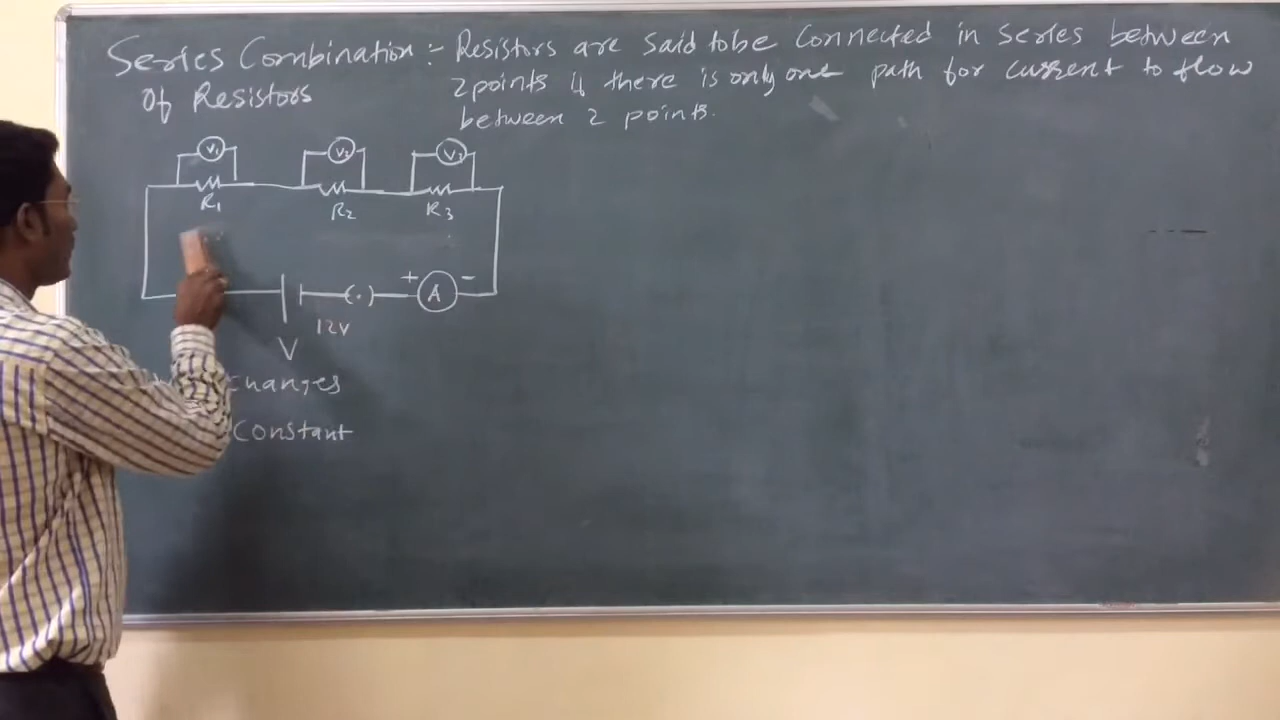 Series Combination :- Resistors are said to be connected in series between
Of Resistors 2 points if there is only one path for current to flow
between 2 points.
V1 V2 V3
R1 R2 R3
+ A -
12V
V
Changes
Constant